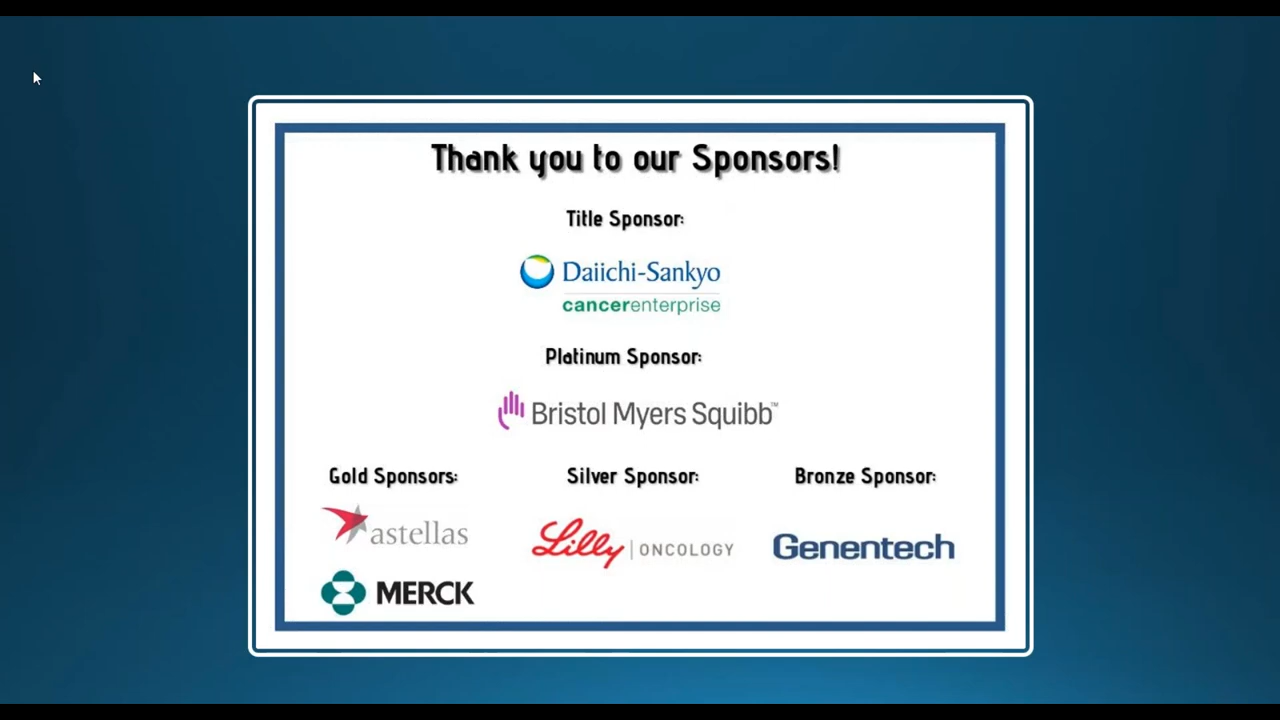 Thank you to our Sponsors!
Title Sponsor:
Daiichi-Sankyo
cancerenterprise
Platinum Sponsor:
Bristol Myers Squibb™
Gold Sponsors:
astellas
MERCK
Silver Sponsor:
Lilly | ONCOLOGY
Bronze Sponsor:
Genentech